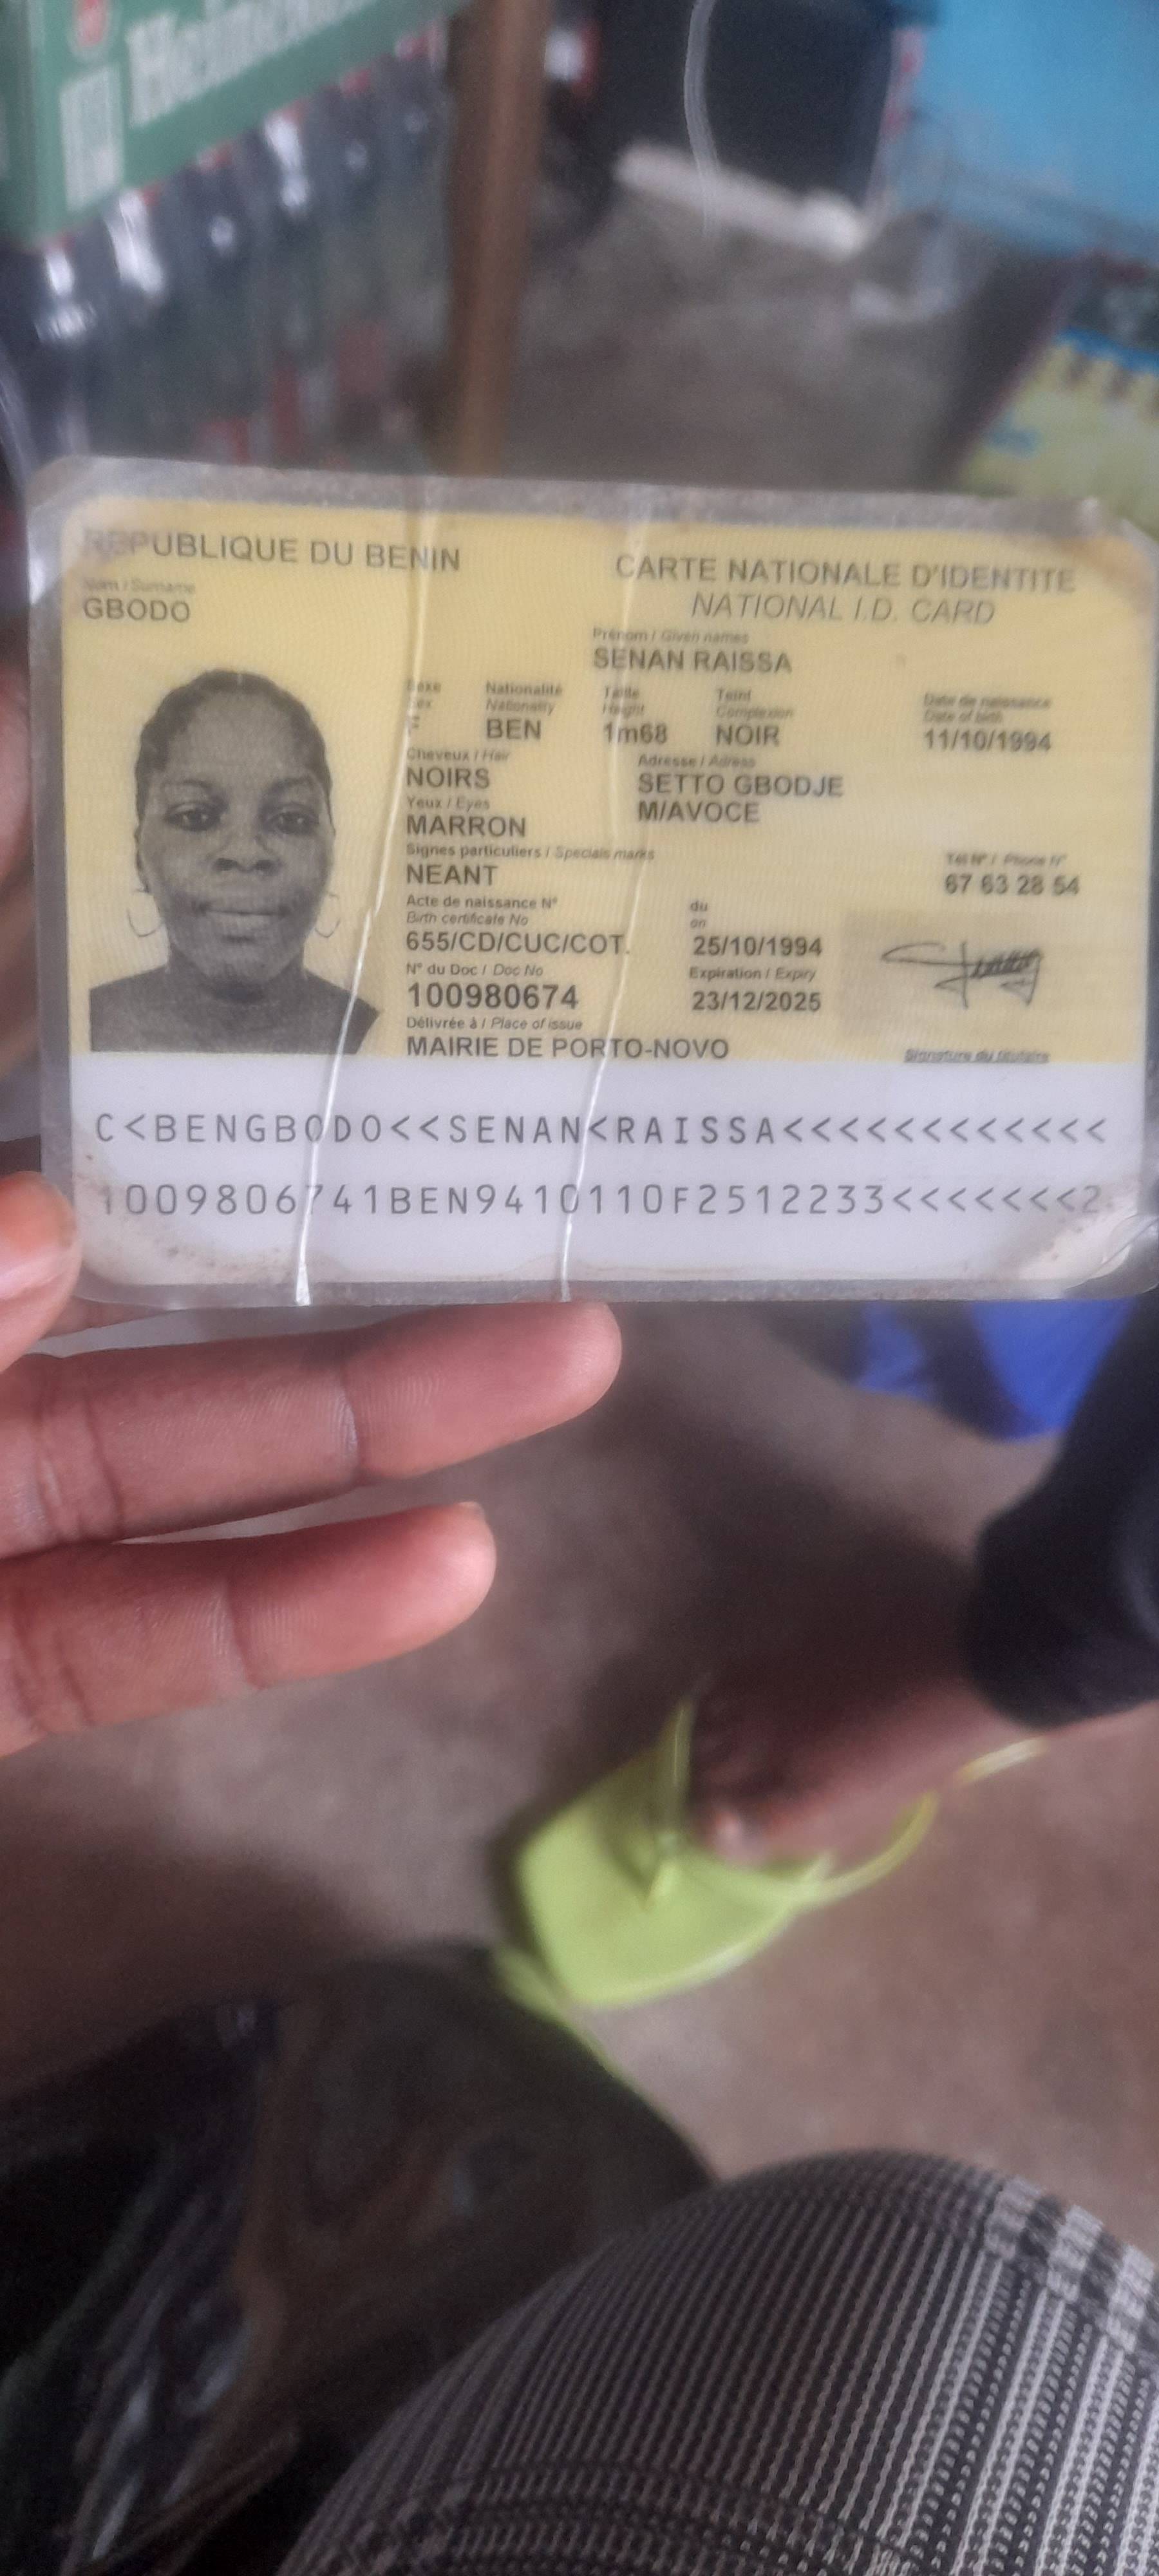 Heineken
REPUBLIQUE DU BENIN
CARTE NATIONALE D'IDENTITE
NATIONAL I.D. CARD
Nom / Surname
GBODO
Prénom / Given names
SENAN RAISSA
Sexe Nationalité Taille Teint Date de naissance
Sex Nationality Height Complexion Date of birth
F BEN 1m68 NOIR 11/10/1994
Cheveux / Hair
NOIRS
Adresse / Adress
SETTO GBODJE
M/AVOCE
Yeux / Eyes
MARRON
Signes particuliers / Specials marks
NEANT
Tél N° / Phone N°
67 63 28 54
Acte de naissance N° du
Birth certificate No on
655/CD/CUC/COT. 25/10/1994
N° du Doc / Doc No Expiration / Expiry
100980674 23/12/2025
Délivrée à / Place of issue
MAIRIE DE PORTO-NOVO
Signature du titulaire
C<BENGBODO<<SENAN<RAISSA<<<<<<<<<<<<
1009806741BEN9410110F2512233<<<<<<<2